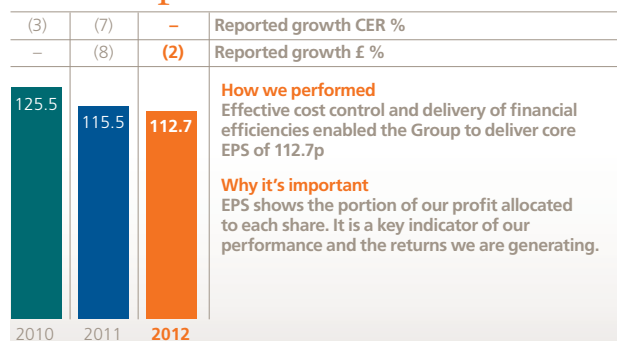 (3) (7) – Reported growth CER %
– (8) (2) Reported growth £ %
How we performed
Effective cost control and delivery of financial
efficiencies enabled the Group to deliver core
EPS of 112.7p
Why it's important
EPS shows the portion of our profit allocated
to each share. It is a key indicator of our
performance and the returns we are generating.
125.5 115.5 112.7
2010 2011 2012